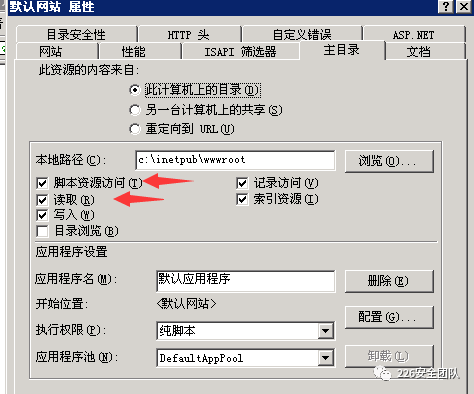 默认网站 属性
目录安全性 HTTP 头 自定义错误 ASP.NET
网站 性能 ISAPI 筛选器 主目录 文档
此资源的内容来自:
此计算机上的目录(D)
另一台计算机上的共享(S)
重定向到 URL(U)
本地路径(C): c:\inetpub\wwwroot 浏览(O)...
脚本资源访问(T) 记录访问(V)
读取(R) 索引资源(I)
写入(W)
目录浏览(B)
应用程序设置
应用程序名(M): 默认应用程序 删除(E)
开始位置: <默认网站>
配置(G)...
执行权限(P): 纯脚本
应用程序池(N): DefaultAppPool 卸载(L)
226安全团队